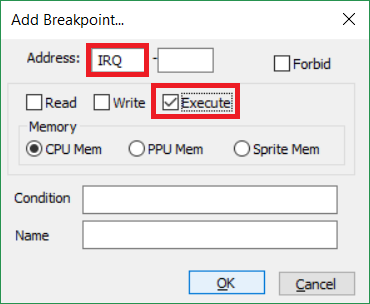 Add Breakpoint...
Address: IRQ - Forbid
Read Write Execute
Memory
CPU Mem PPU Mem Sprite Mem
Condition
Name
OK Cancel